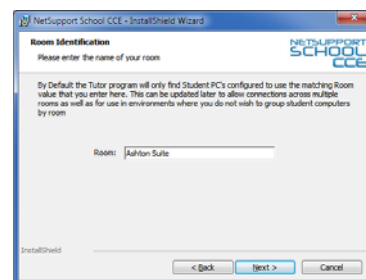 NetSupport School CCE - InstallShield Wizard
Room Identification
Please enter the name of your room
NETSUPPORT
SCHOOL
CCE
By Default the Tutor program will only find Student PC's configured to use the matching Room
value that you enter here. This can be updated later to allow connections across multiple
rooms as well as for use in environments where you do not wish to group student computers
by room
Room: Ashton Suite
InstallShield
< Back Next > Cancel